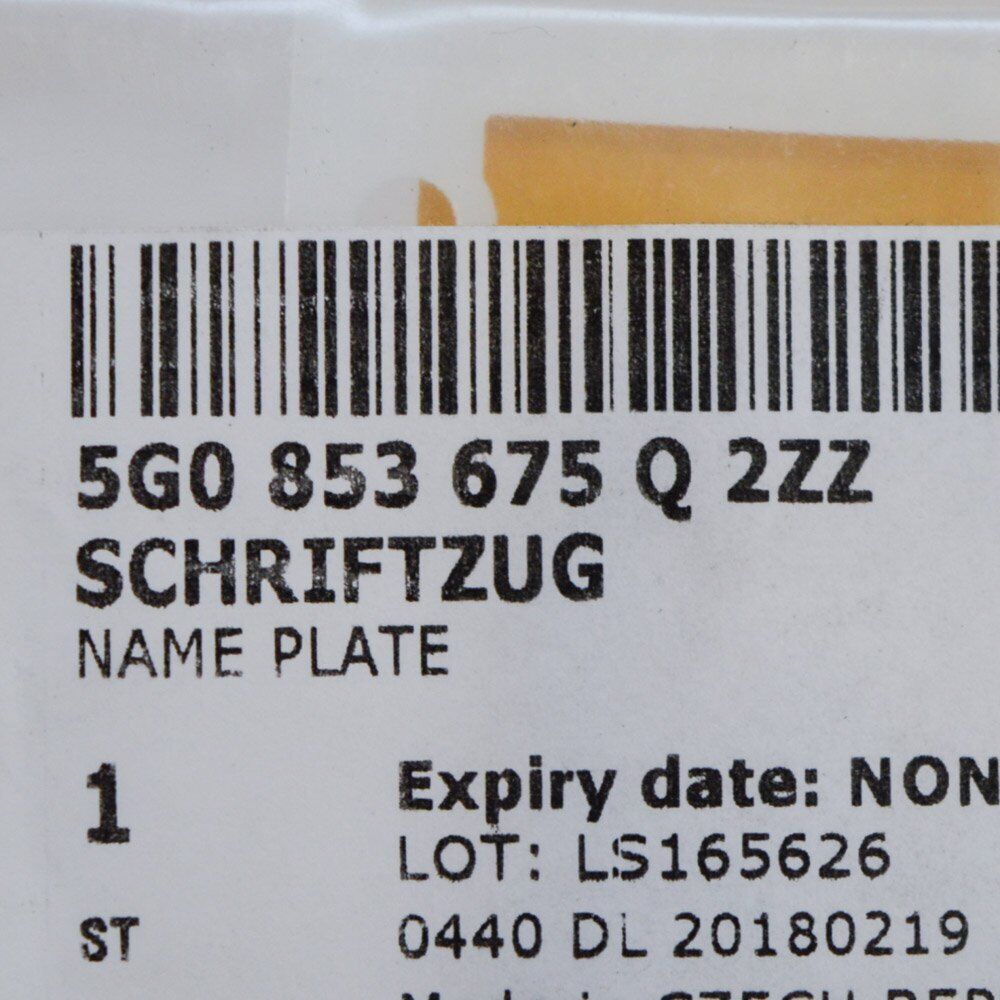 5G0 853 675 Q 2ZZ
SCHRIFTZUG
NAME PLATE
1
Expiry date: NON
LOT: LS165626
ST
0440 DL 20180219